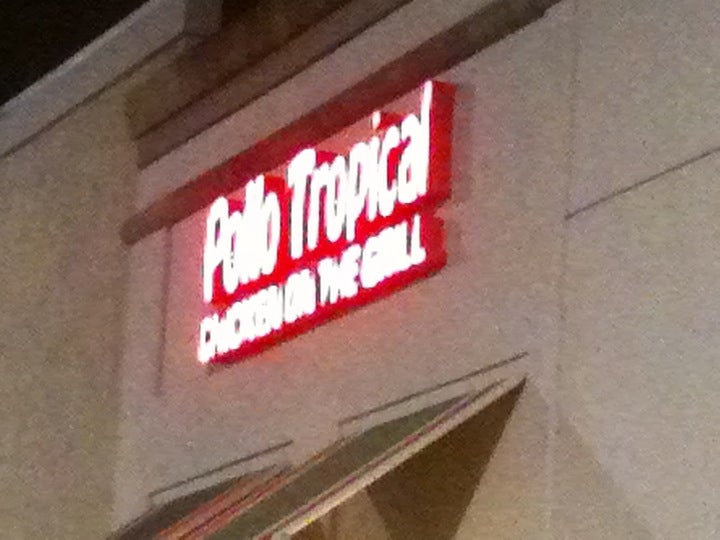 Pollo Tropical
CHICKEN ON THE GRILL